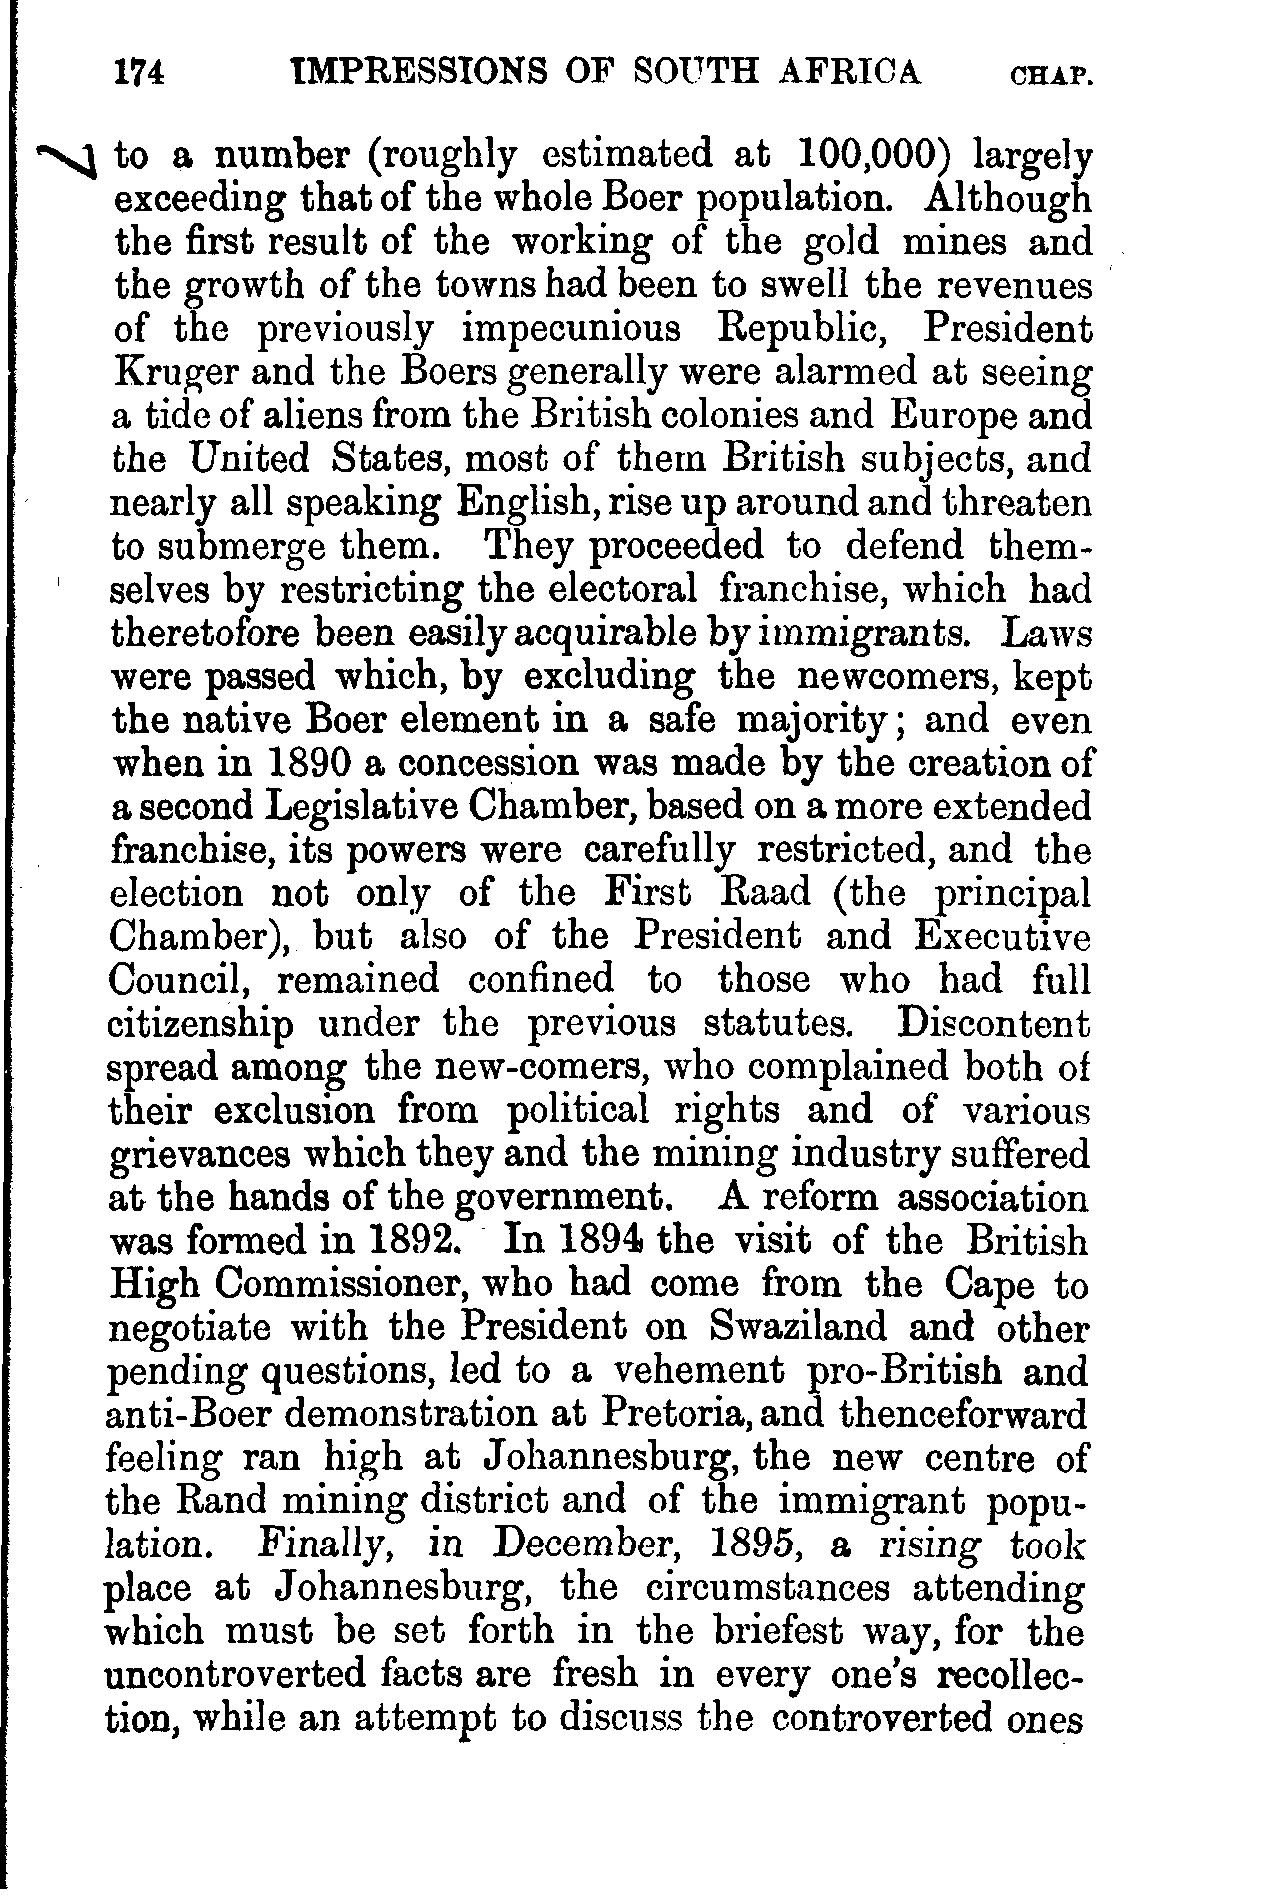 174 IMPRESSIONS OF SOUTH AFRICA CHAP.
to a number (roughly estimated at 100,000) largely
exceeding that of the whole Boer population. Although
the first result of the working of the gold mines and
the growth of the towns had been to swell the revenues
of the previously impecunious Republic, President
Kruger and the Boers generally were alarmed at seeing
a tide of aliens from the British colonies and Europe and
the United States, most of them British subjects, and
nearly all speaking English, rise up around and threaten
to submerge them. They proceeded to defend them-
selves by restricting the electoral franchise, which had
theretofore been easily acquirable by immigrants. Laws
were passed which, by excluding the newcomers, kept
the native Boer element in a safe majority; and even
when in 1890 a concession was made by the creation of
a second Legislative Chamber, based on a more extended
franchise, its powers were carefully restricted, and the
election not only of the First Raad (the principal
Chamber), but also of the President and Executive
Council, remained confined to those who had full
citizenship under the previous statutes. Discontent
spread among the new-comers, who complained both of
their exclusion from political rights and of various
grievances which they and the mining industry suffered
at the hands of the government. A reform association
was formed in 1892. In 1894 the visit of the British
High Commissioner, who had come from the Cape to
negotiate with the President on Swaziland and other
pending questions, led to a vehement pro-British and
anti-Boer demonstration at Pretoria, and thenceforward
feeling ran high at Johannesburg, the new centre of
the Rand mining district and of the immigrant popu-
lation. Finally, in December, 1895, a rising took
place at Johannesburg, the circumstances attending
which must be set forth in the briefest way, for the
uncontroverted facts are fresh in every one's recollec-
tion, while an attempt to discuss the controverted ones